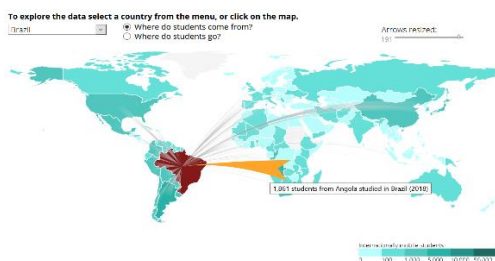 To explore the data select a country from the menu, or click on the map.
Brazil
Where do students come from?
Where do students go?
Arrows resized:
1,861 students from Angola studied in Brazil (2018)
Internationally mobile students
0 100 1,000 5,000 10,000 50,000